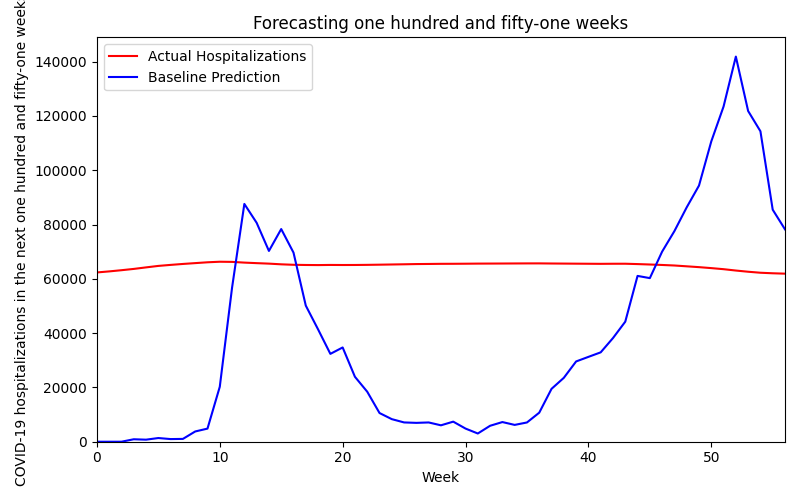 Forecasting one hundred and fifty-one weeks
COVID-19 hospitalizations in the next one hundred and fifty-one week
140000
120000
100000
80000
60000
40000
20000
0
Actual Hospitalizations
Baseline Prediction
0 10 20 30 40 50
Week